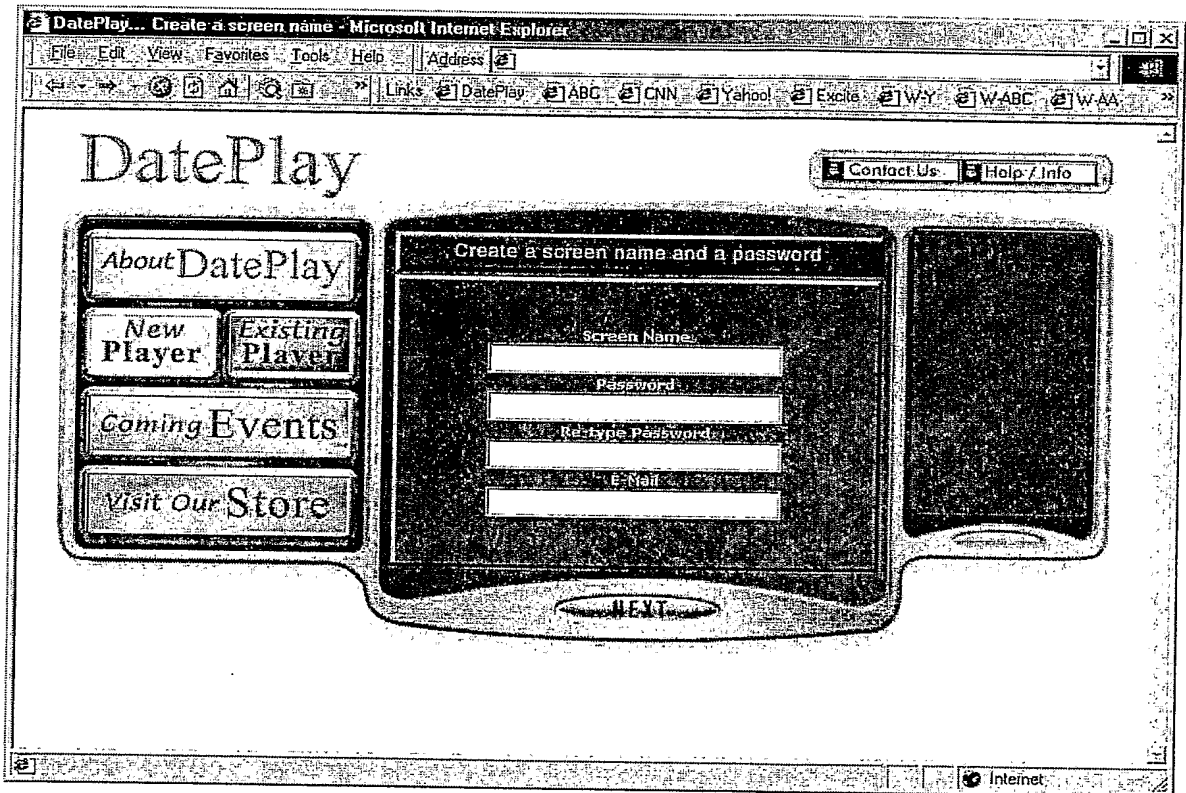 DatePlay... Create a screen name - Microsoft Internet Explorer
File Edit View Favorites Tools Help Address
Links DatePlay ABC CNN Yahoo! Excite W-Y W-ABC W-AA
DatePlay
Contact Us Help / Info
About DatePlay
New Player
Existing Player
Coming Events
Visit Our Store
Create a screen name and a password
Screen Name
Password
Re-type Password
E-Mail
NEXT
Internet